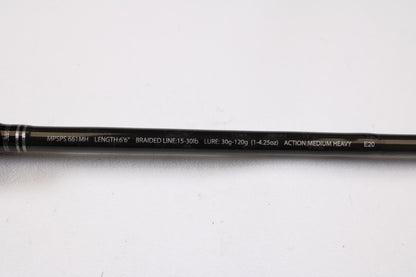 MPSPS 661MH LENGTH:6'6" BRAIDED LINE:15-30lb LURE: 30g-120g (1-4.25oz) ACTION:MEDIUM HEAVY E20